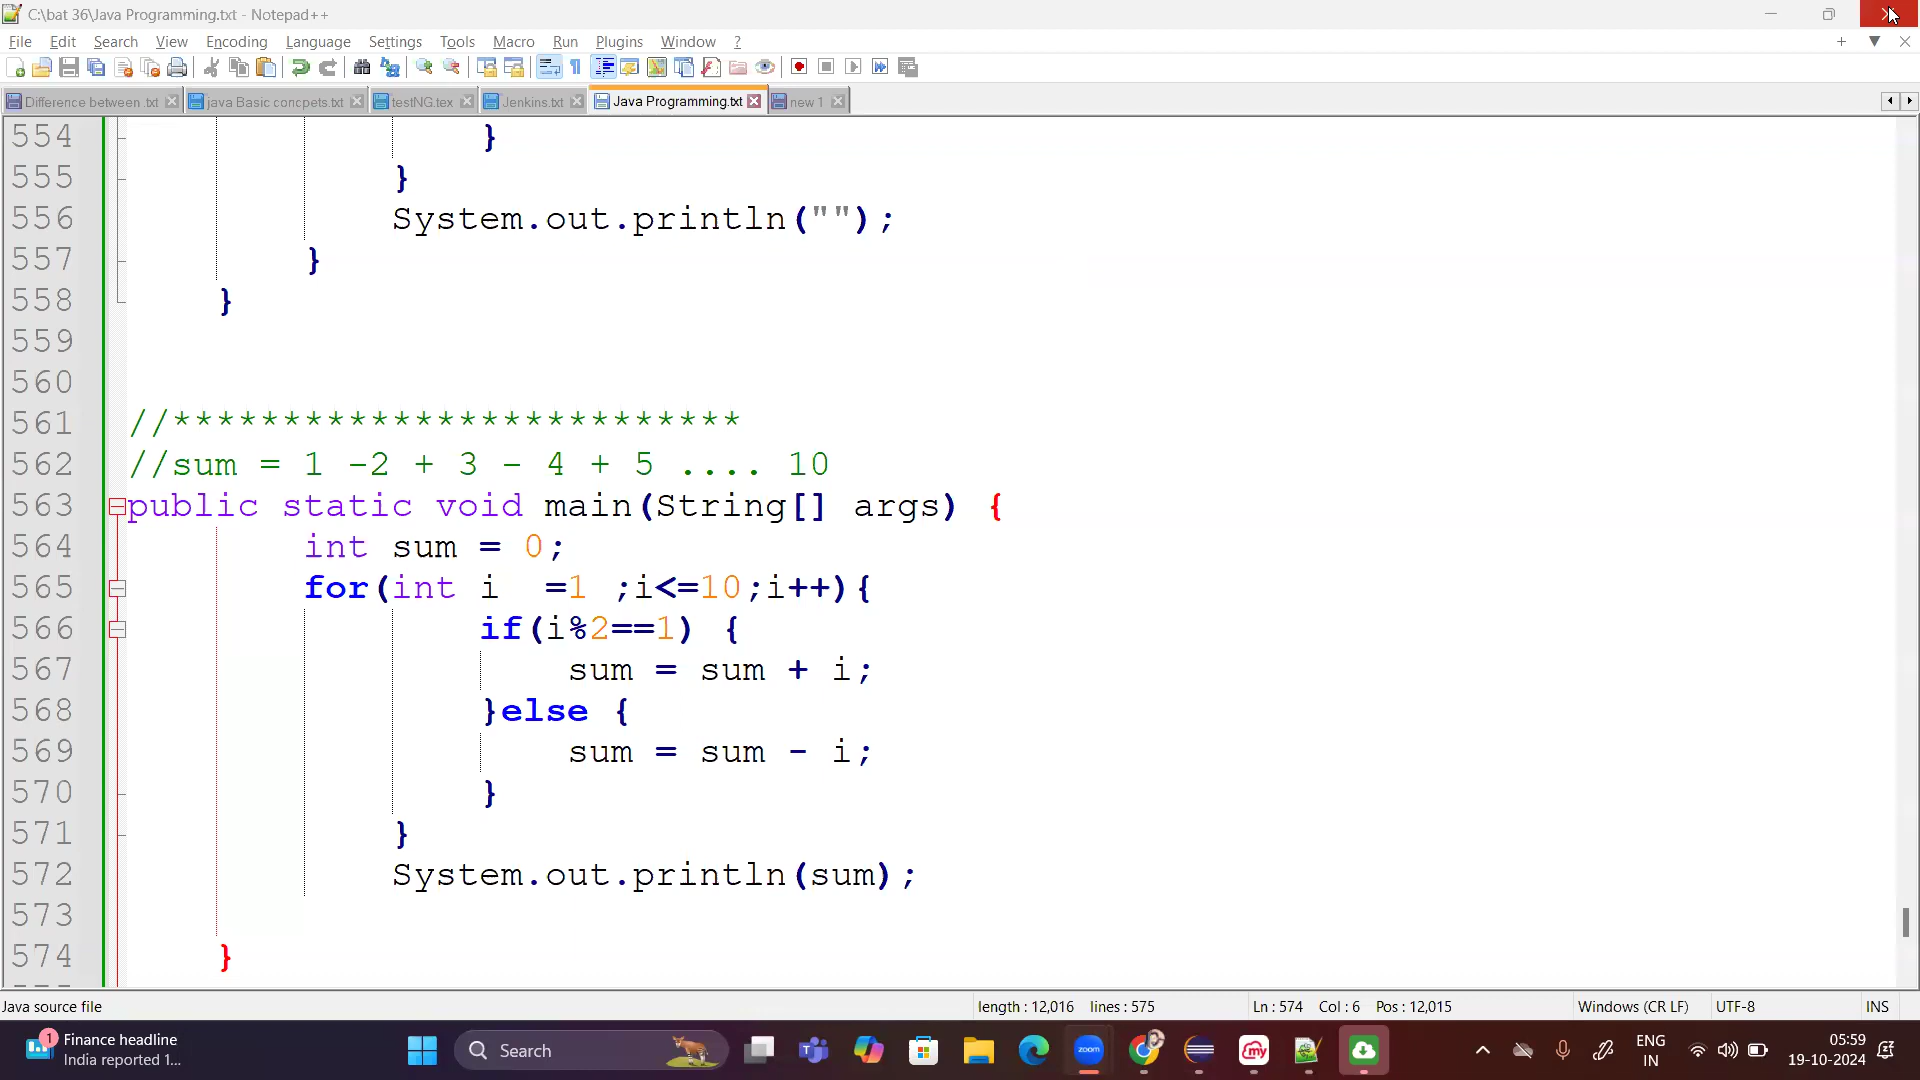 C:\bat 36\Java Programming.txt - Notepad++
File Edit Search View Encoding Language Settings Tools Macro Run Plugins Window ?
Difference between .txt java Basic concpets.txt testNG.tex Jenkins.txt Java Programming.txt new 1
554 }
555 }
556 System.out.println("");
557 }
558 }
559
560
561 //**************************
562 //sum = 1 -2 + 3 - 4 + 5 .... 10
563 public static void main(String[] args) {
564 int sum = 0;
565 for(int i  =1 ;i<=10;i++){
566 if(i%2==1) {
567 sum = sum + i;
568 }else {
569 sum = sum - i;
570 }
571 }
572 System.out.println(sum);
573
574 }
Java source file length : 12,016 lines : 575 Ln : 574 Col : 6 Pos : 12,015 Windows (CR LF) UTF-8 INS
1 Finance headline
India reported 1...
Search
zoom
my
ENG
IN
05:59
19-10-2024